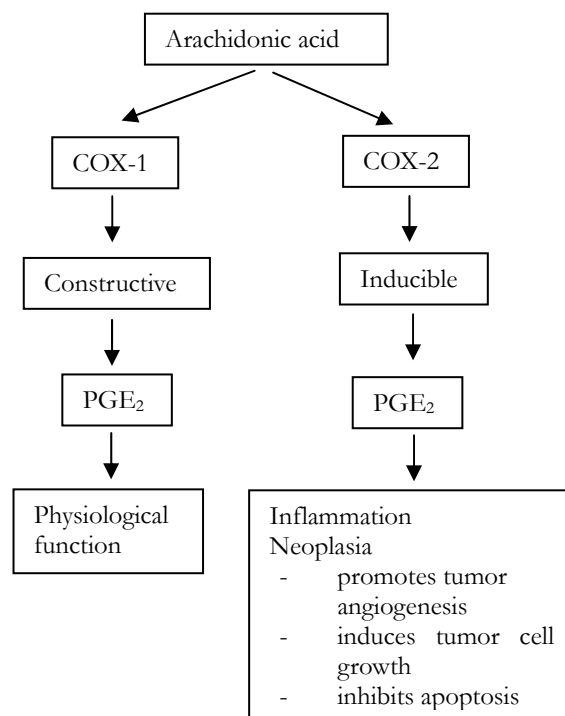 Arachidonic acid
COX-1
COX-2
Constructive
Inducible
PGE₂
PGE₂
Physiological
function
Inflammation
Neoplasia
- promotes tumor
angiogenesis
- induces tumor cell
growth
- inhibits apoptosis